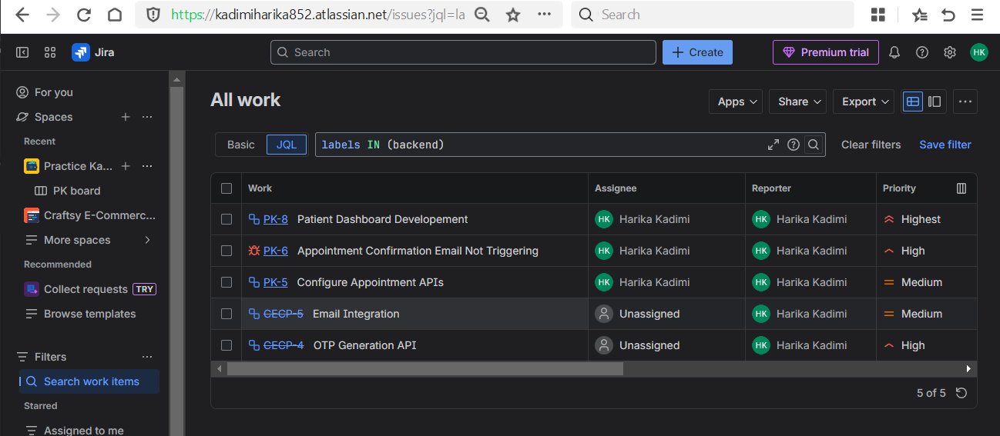 https://kadimiharika852.atlassian.net/issues?jql=la
Search
Jira
Search
+ Create
Premium trial
HK
For you
Spaces
Recent
Practice Ka...
PK board
Craftsy E-Commerc...
More spaces
Recommended
Collect requests TRY
Browse templates
Filters
Search work items
Starred
Assigned to me
All work
Apps Share Export
Basic JQL labels IN (backend) Clear filters Save filter
Work Assignee Reporter Priority
PK-8 Patient Dashboard Developement HK Harika Kadimi HK Harika Kadimi Highest
PK-6 Appointment Confirmation Email Not Triggering HK Harika Kadimi HK Harika Kadimi High
PK-5 Configure Appointment APIs HK Harika Kadimi HK Harika Kadimi Medium
CECP-5 Email Integration Unassigned HK Harika Kadimi Medium
CECP-4 OTP Generation API Unassigned HK Harika Kadimi High
5 of 5